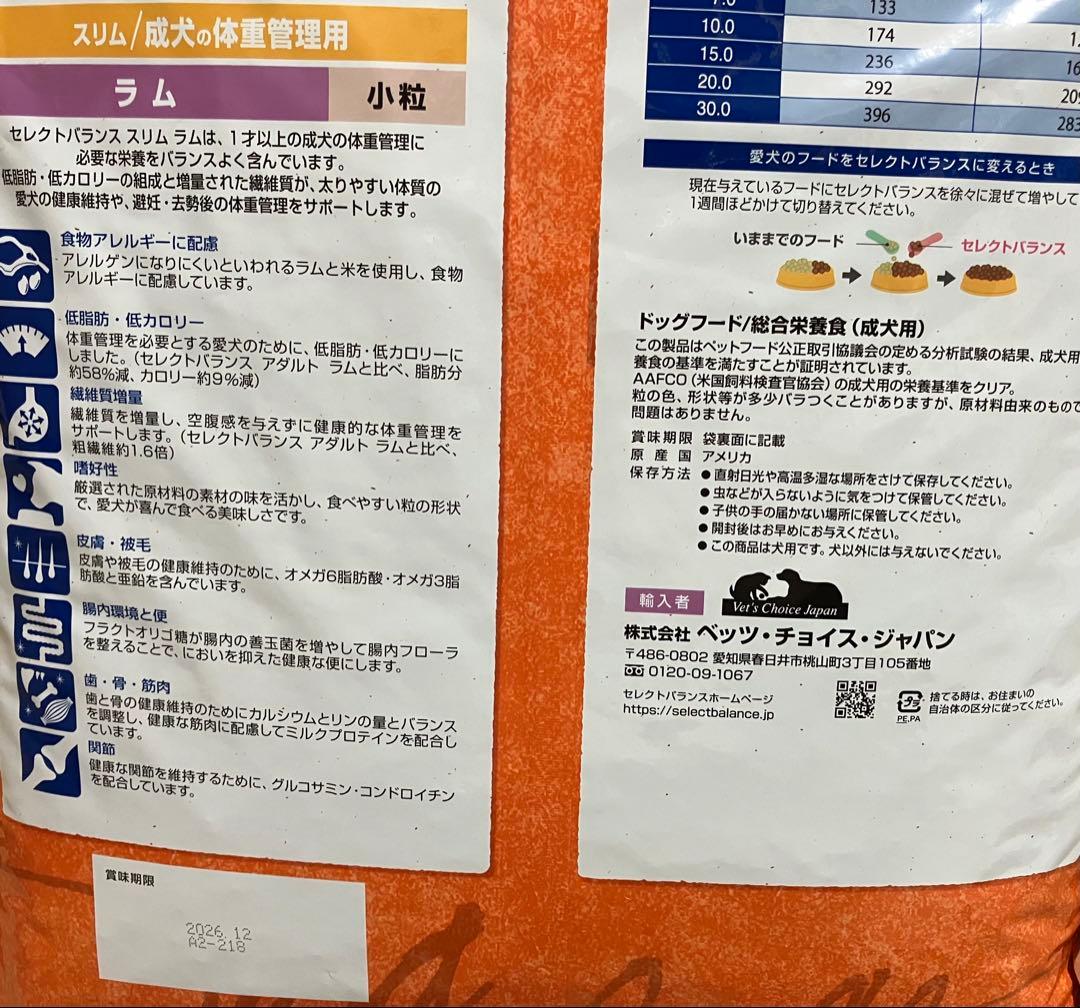 スリム/成犬の体重管理用
ラム
小粒
セレクトバランス スリム ラムは、1才以上の成犬の体重管理に
必要な栄養をバランスよく含んでいます。
低脂肪・低カロリーの組成と増量された繊維質が、太りやすい体質の
愛犬の健康維持や、避妊・去勢後の体重管理をサポートします。
食物アレルギーに配慮
アレルゲンになりにくいといわれるラムと米を使用し、食物
アレルギーに配慮しています。
低脂肪・低カロリー
体重管理を必要とする愛犬のために、低脂肪・低カロリーに
しました。(セレクトバランス アダルト ラムと比べ、脂肪分
約58%減、カロリー約9%減)
繊維質増量
繊維質を増量し、空腹感を与えずに健康的な体重管理を
サポートします。(セレクトバランス アダルト ラムと比べ、
粗繊維約1.6倍)
嗜好性
厳選された原材料の素材の味を活かし、食べやすい粒の形状
で、愛犬が喜んで食べる美味しさです。
皮膚・被毛
皮膚や被毛の健康維持のために、オメガ6脂肪酸・オメガ3脂
肪酸と亜鉛を含んでいます。
腸内環境と便
フラクトオリゴ糖が腸内の善玉菌を増やして腸内フローラ
を整えることで、においを抑えた健康な便にします。
歯・骨・筋肉
歯と骨の健康維持のためにカルシウムとリンの量とバランス
を調整し、健康な筋肉に配慮してミルクプロテインを配合し
ています。
関節
健康な関節を維持するために、グルコサミン・コンドロイチン
を配合しています。
賞味期限
2026.12
A2-218
7.0 133
10.0 174
15.0 236
20.0 292
30.0 396 283
愛犬のフードをセレクトバランスに変えるとき
現在与えているフードにセレクトバランスを徐々に混ぜて増やして
1週間ほどかけて切り替えてください。
いままでのフード
セレクトバランス
ドッグフード/総合栄養食(成犬用)
この製品はペットフード公正取引協議会の定める分析試験の結果、成犬用
養食の基準を満たすことが証明されています。
AAFCO(米国飼料検査官協会)の成犬用の栄養基準をクリア。
粒の色、形状等が多少バラつくことがありますが、原材料由来のもので
問題はありません。
賞味期限 袋裏面に記載
原産国 アメリカ
保存方法 ●直射日光や高温多湿な場所をさけて保存してください。
●虫などが入らないように気をつけて保管してください。
●子供の手の届かない場所に保管してください。
●開封後はお早めにお与えください。
●この商品は犬用です。犬以外には与えないでください。
輸入者
Vet's Choice Japan
株式会社 ベッツ・チョイス・ジャパン
〒486-0802 愛知県春日井市桃山町3丁目105番地
0120-09-1067
セレクトバランスホームページ
https://selectbalance.jp
プラ
PE,PA
捨てる時は、お住まいの
自治体の区分に従ってください。